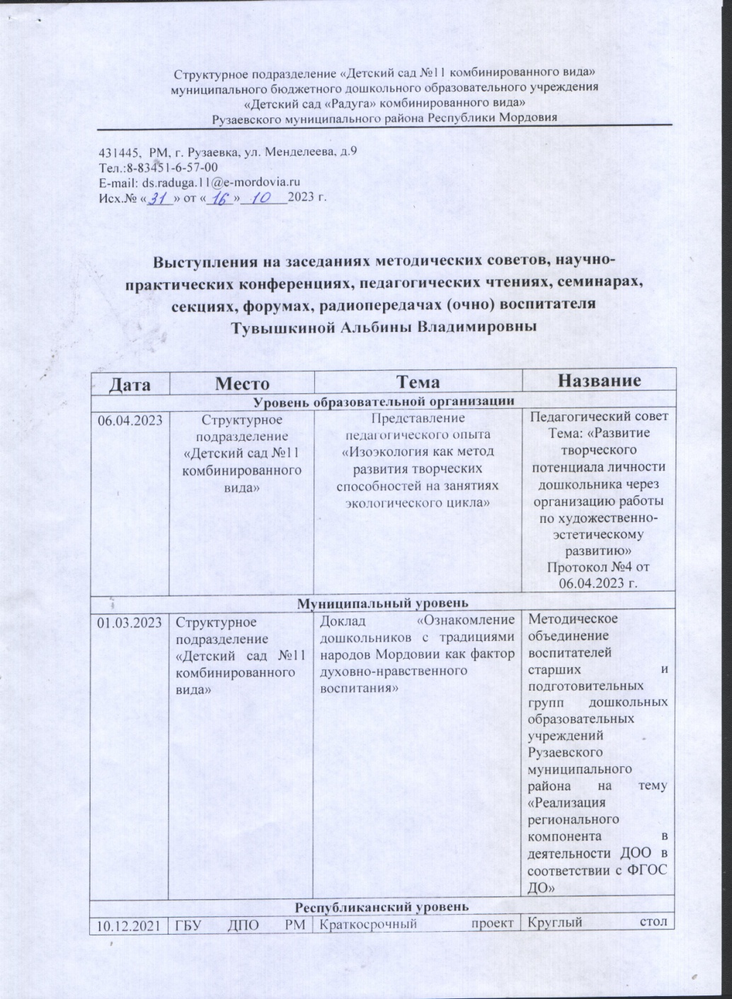 Структурное подразделение «Детский сад №11 комбинированного вида»
муниципального бюджетного дошкольного образовательного учреждения
«Детский сад «Радуга» комбинированного вида»
Рузаевского муниципального района Республики Мордовия
431445, РМ, г. Рузаевка, ул. Менделеева, д.9
Тел.:8-83451-6-57-00
E-mail: ds.raduga.11@e-mordovia.ru
Исх.№ «31» от «16» 10 2023 г.
Выступления на заседаниях методических советов, научно-
практических конференциях, педагогических чтениях, семинарах,
секциях, форумах, радиопередачах (очно) воспитателя
Тувышкиной Альбины Владимировны
Дата Место Тема Название
Уровень образовательной организации
06.04.2023
Структурное
подразделение
«Детский сад №11
комбинированного
вида»
Представление
педагогического опыта
«Изоэкология как метод
развития творческих
способностей на занятиях
экологического цикла»
Педагогический совет
Тема: «Развитие
творческого
потенциала личности
дошкольника через
организацию работы
по художественно-
эстетическому
развитию»
Протокол №4 от
06.04.2023 г.
Муниципальный уровень
01.03.2023
Структурное
подразделение
«Детский сад №11
комбинированного
вида»
Доклад «Ознакомление
дошкольников с традициями
народов Мордовии как фактор
духовно-нравственного
воспитания»
Методическое
объединение
воспитателей
старших и
подготовительных
групп дошкольных
образовательных
учреждений
Рузаевского
муниципального
района на тему
«Реализация
регионального
компонента в
деятельности ДОО в
соответствии с ФГОС
ДО»
Республиканский уровень
10.12.2021 ГБУ ДПО РМ Краткосрочный проект Круглый стол